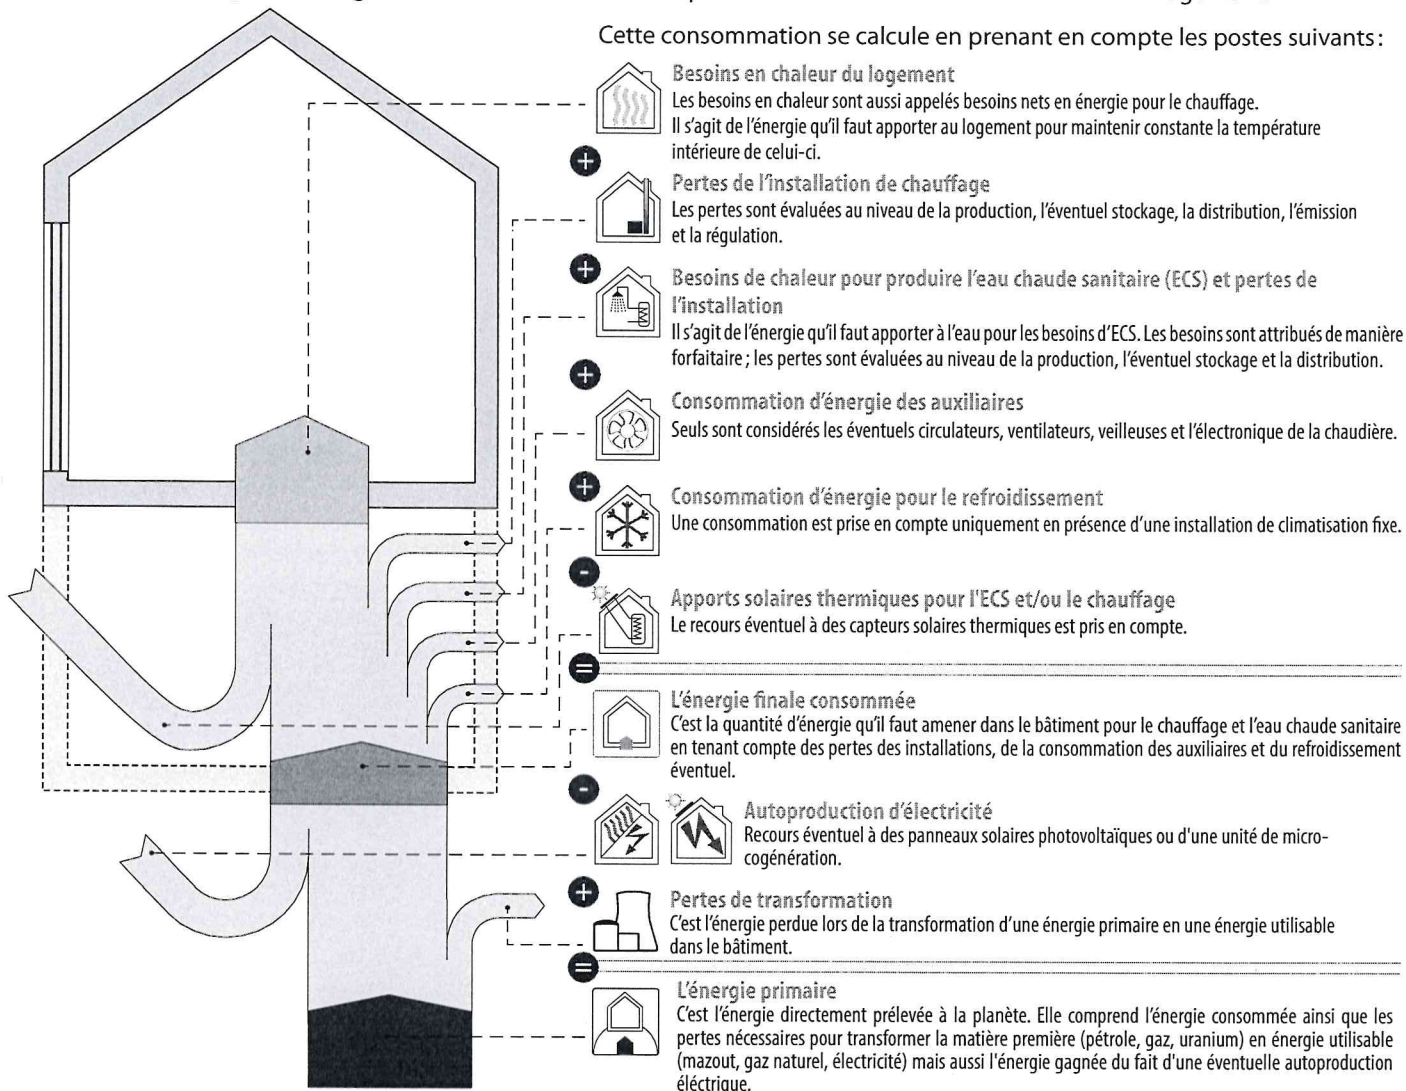 Cette consommation se calcule en prenant en compte les postes suivants :
Besoins en chaleur du logement
Les besoins en chaleur sont aussi appelés besoins nets en énergie pour le chauffage.
Il s'agit de l'énergie qu'il faut apporter au logement pour maintenir constante la température
intérieure de celui-ci.
+
Pertes de l'installation de chauffage
Les pertes sont évaluées au niveau de la production, l'éventuel stockage, la distribution, l'émission
et la régulation.
+
Besoins de chaleur pour produire l'eau chaude sanitaire (ECS) et pertes de
l'installation
Il s'agit de l'énergie qu'il faut apporter à l'eau pour les besoins d'ECS. Les besoins sont attribués de manière
forfaitaire ; les pertes sont évaluées au niveau de la production, l'éventuel stockage et la distribution.
+
Consommation d'énergie des auxiliaires
Seuls sont considérés les éventuels circulateurs, ventilateurs, veilleuses et l'électronique de la chaudière.
+
Consommation d'énergie pour le refroidissement
Une consommation est prise en compte uniquement en présence d'une installation de climatisation fixe.
-
Apports solaires thermiques pour l'ECS et/ou le chauffage
Le recours éventuel à des capteurs solaires thermiques est pris en compte.
=
L'énergie finale consommée
C'est la quantité d'énergie qu'il faut amener dans le bâtiment pour le chauffage et l'eau chaude sanitaire
en tenant compte des pertes des installations, de la consommation des auxiliaires et du refroidissement
éventuel.
-
Autoproduction d'électricité
Recours éventuel à des panneaux solaires photovoltaïques ou d'une unité de micro-
cogénération.
+
Pertes de transformation
C'est l'énergie perdue lors de la transformation d'une énergie primaire en une énergie utilisable
dans le bâtiment.
=
L'énergie primaire
C'est l'énergie directement prélevée à la planète. Elle comprend l'énergie consommée ainsi que les
pertes nécessaires pour transformer la matière première (pétrole, gaz, uranium) en énergie utilisable
(mazout, gaz naturel, électricité) mais aussi l'énergie gagnée du fait d'une éventuelle autoproduction
éléctrique.